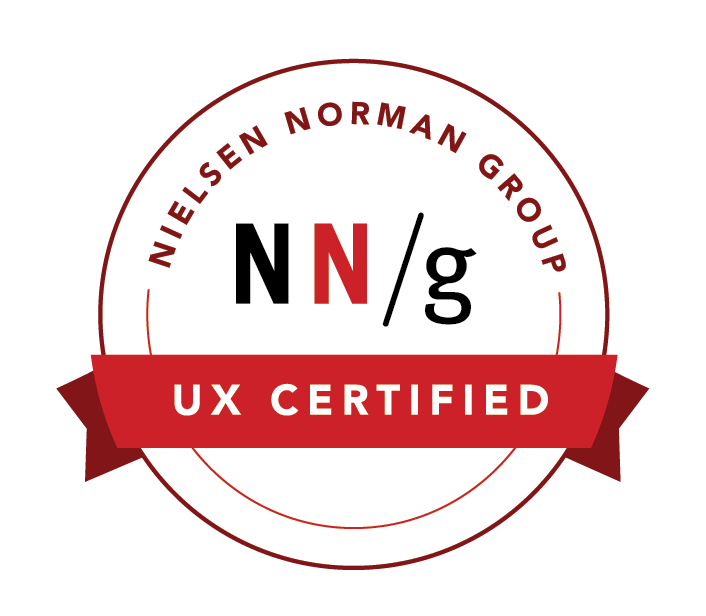 NIELSEN NORMAN GROUP
NN/g
UX CERTIFIED